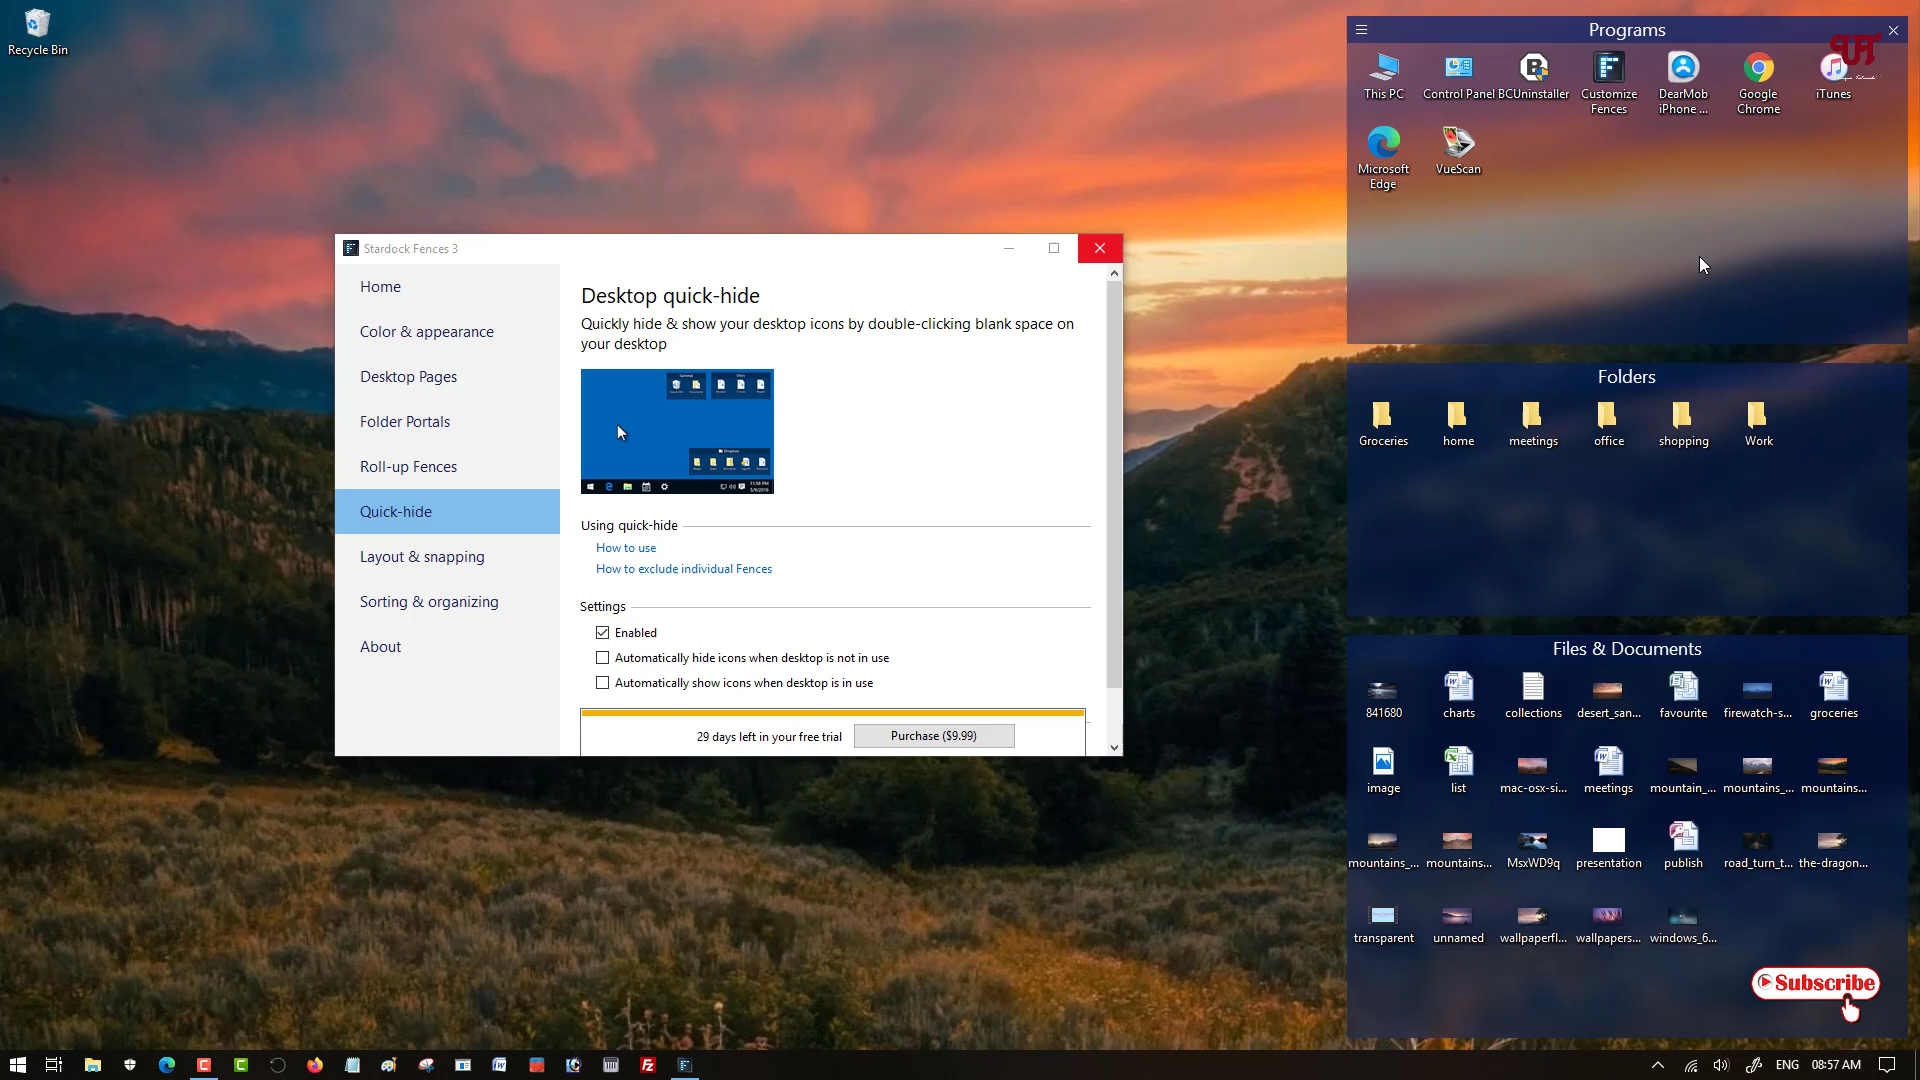 Recycle Bin
Programs
This PC
Control Panel
BCUninstaller
Customize
Fences
DearMob
iPhone ...
Google
Chrome
iTunes
Microsoft
Edge
VueScan
Stardock Fences 3
Home
Color & appearance
Desktop Pages
Folder Portals
Roll-up Fences
Quick-hide
Layout & snapping
Sorting & organizing
About
Desktop quick-hide
Quickly hide & show your desktop icons by double-clicking blank space on
your desktop
Using quick-hide
How to use
How to exclude individual Fences
Settings
Enabled
Automatically hide icons when desktop is not in use
Automatically show icons when desktop is in use
29 days left in your free trial
Purchase ($9.99)
Folders
Groceries
home
meetings
office
shopping
Work
Files & Documents
841680
charts
collections
desert_san...
favourite
firewatch-s...
groceries
image
list
mac-osx-si...
meetings
mountain_...
mountains_...
mountains...
mountains_...
mountains...
MsxWD9q
presentation
publish
road_turn_t...
the-dragon...
transparent
unnamed
wallpaperfl...
wallpapers...
windows_6...
Subscribe
ENG
08:57 AM